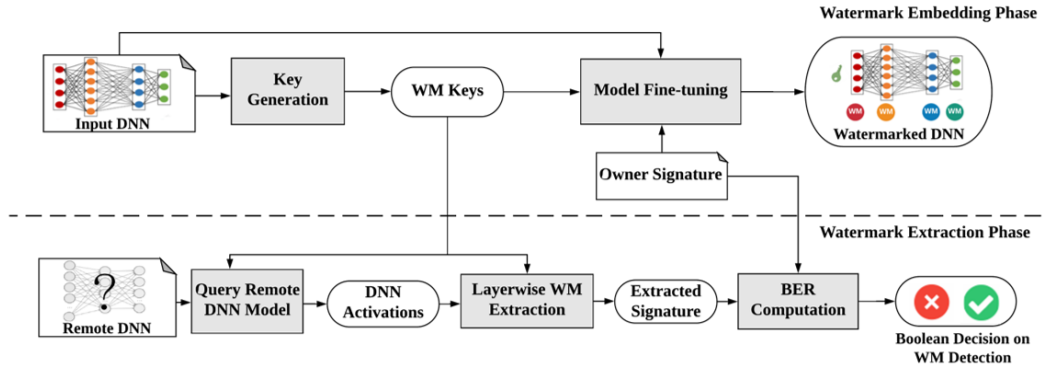 Watermark Embedding Phase
Input DNN
Key
Generation
WM Keys
Model Fine-tuning
WM
WM
WM
WM
Watermarked DNN
Owner Signature
Watermark Extraction Phase
?
Remote DNN
Query Remote
DNN Model
DNN
Activations
Layerwise WM
Extraction
Extracted
Signature
BER
Computation
Boolean Decision on
WM Detection